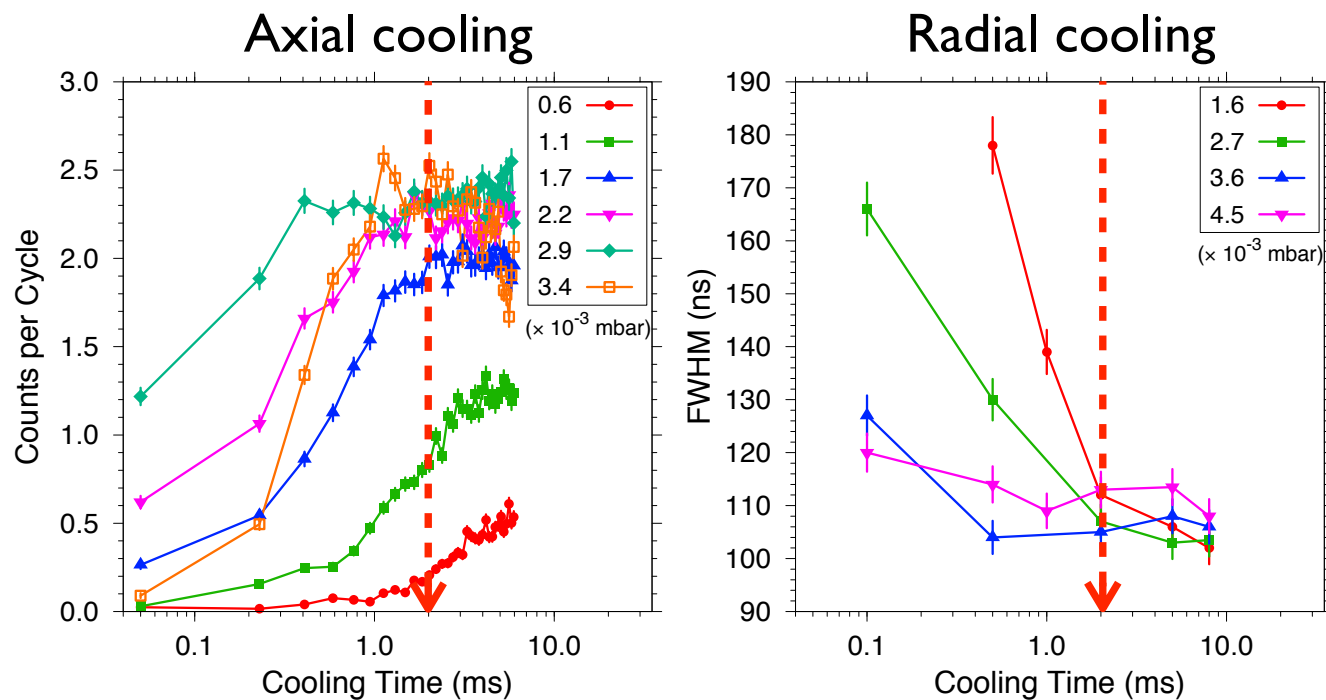 Axial cooling
3.0
2.5
2.0
1.5
1.0
0.5
0.0
Counts per Cycle
0.1 1.0 10.0
Cooling Time (ms)
0.6
1.1
1.7
2.2
2.9
3.4
(× 10⁻³ mbar)
Radial cooling
190
180
170
160
150
140
130
120
110
100
90
FWHM (ns)
0.1 1.0 10.0
Cooling Time (ms)
1.6
2.7
3.6
4.5
(× 10⁻³ mbar)